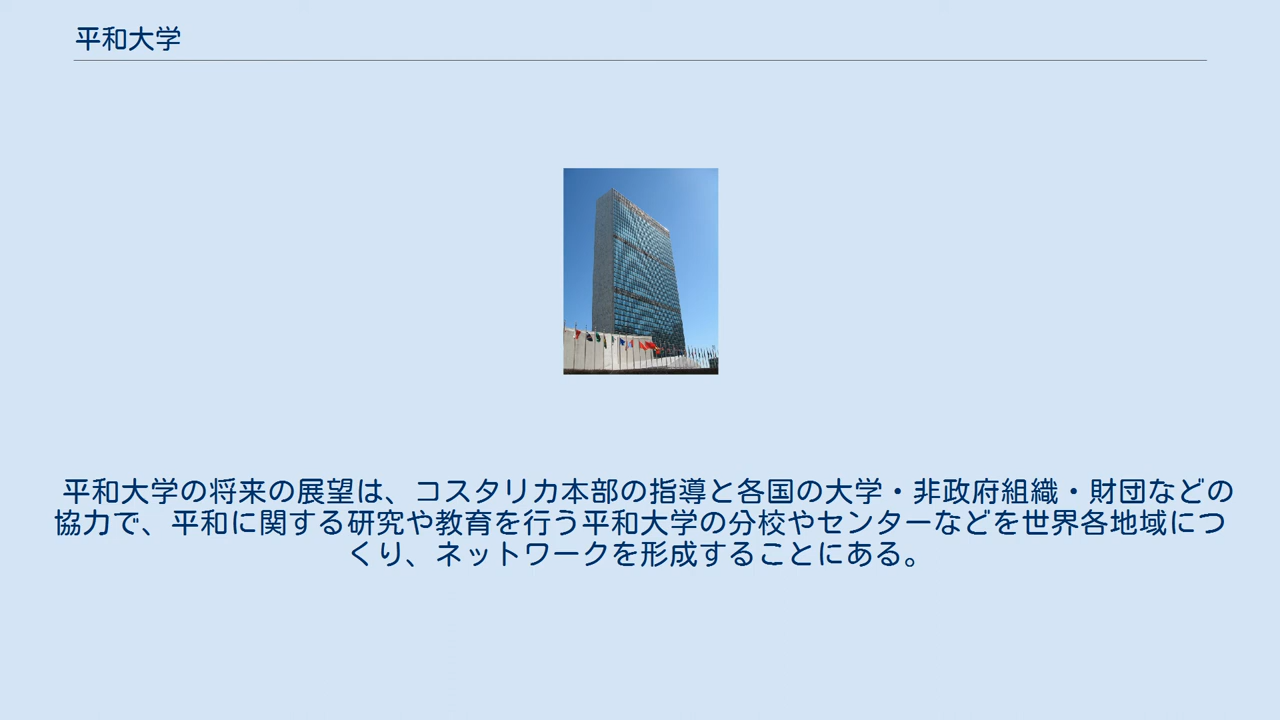 平和大学
平和大学の将来の展望は、コスタリカ本部の指導と各国の大学・非政府組織・財団などの
協力で、平和に関する研究や教育を行う平和大学の分校やセンターなどを世界各地域につ
くり、ネットワークを形成することにある。